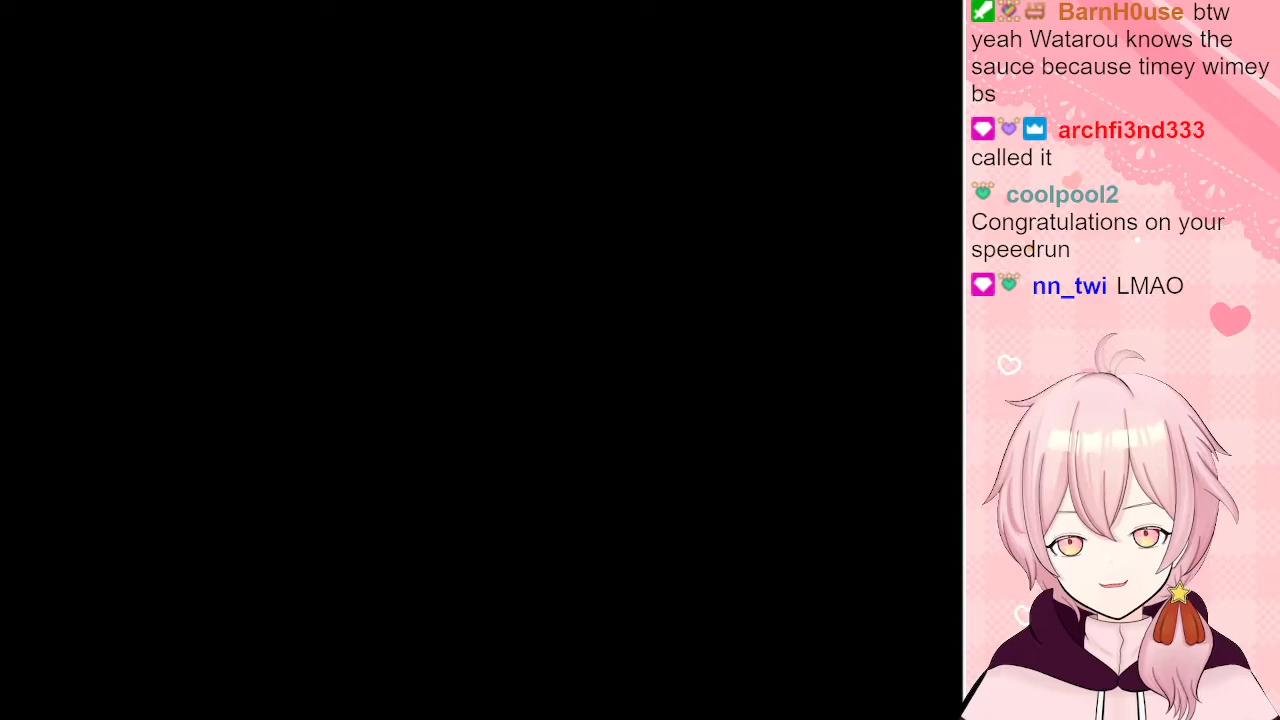 BarnH0use btw
yeah Watarou knows the
sauce because timey wimey
bs
archfi3nd333
called it
coolpool2
Congratulations on your
speedrun
nn_twi LMAO